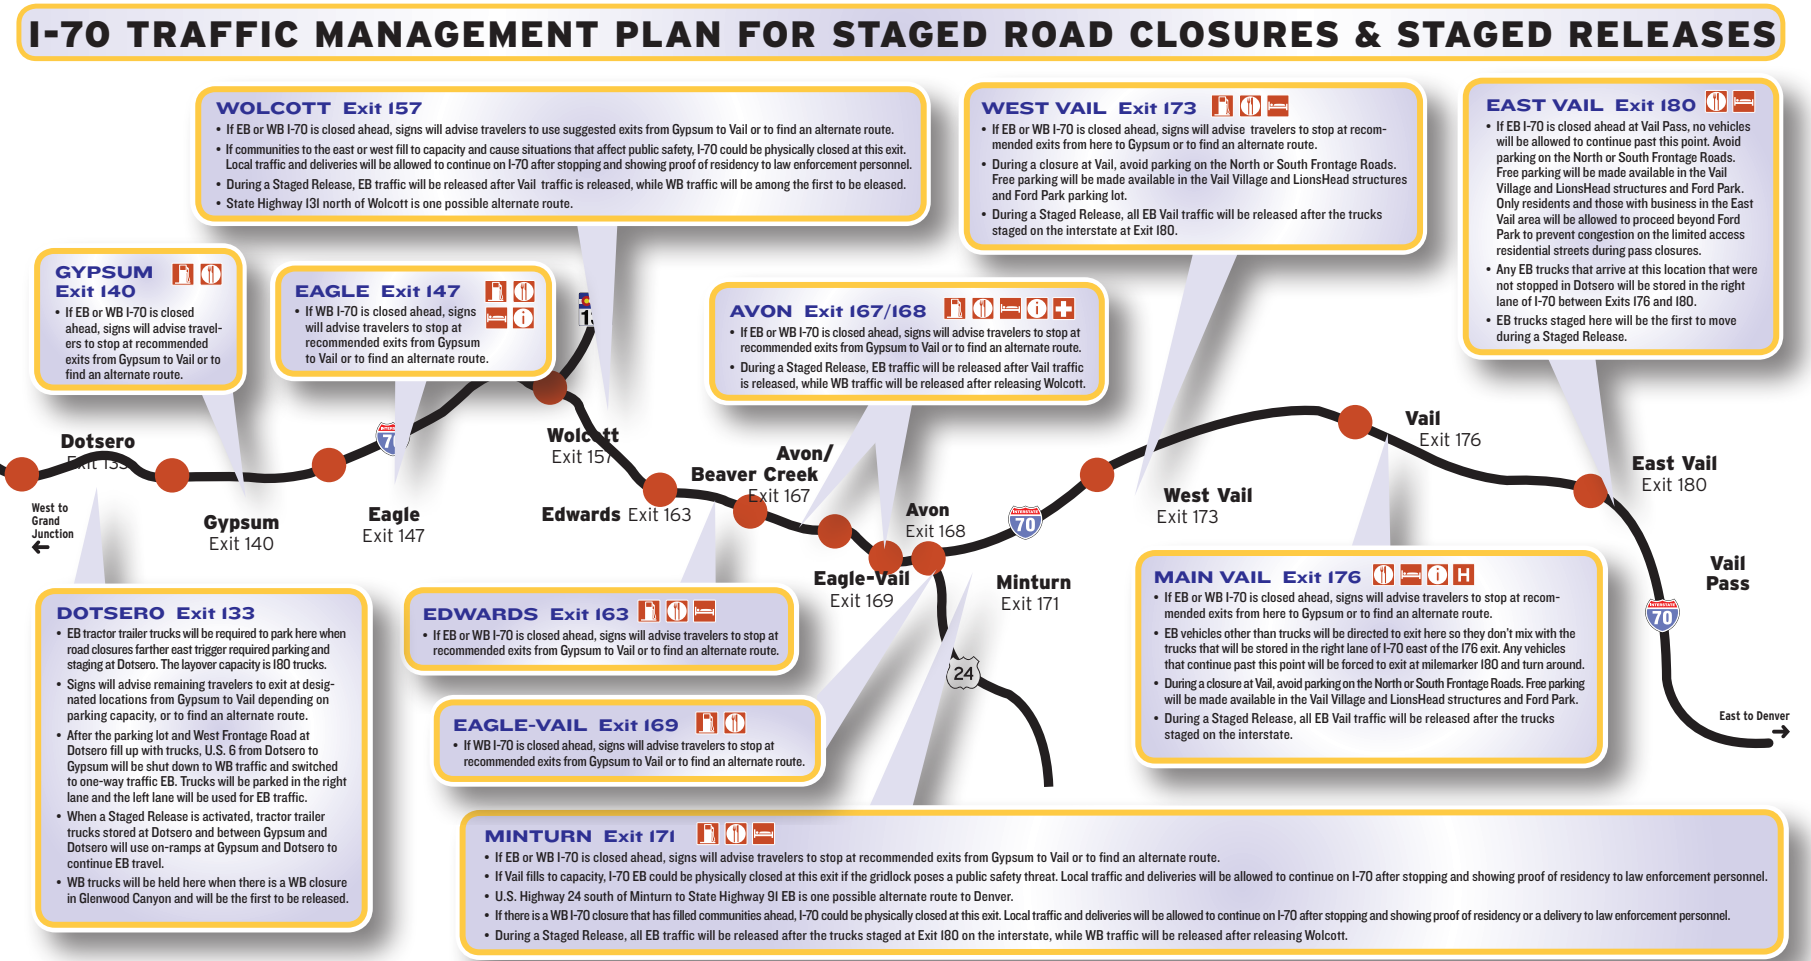 I-70 TRAFFIC MANAGEMENT PLAN FOR STAGED ROAD CLOSURES & STAGED RELEASES
WOLCOTT Exit 157
• If EB or WB I-70 is closed ahead, signs will advise travelers to use suggested exits from Gypsum to Vail or to find an alternate route.
• If communities to the east or west fill to capacity and cause situations that affect public safety, I-70 could be physically closed at this exit.
Local traffic and deliveries will be allowed to continue on I-70 after stopping and showing proof of residency to law enforcement personnel.
• During a Staged Release, EB traffic will be released after Vail traffic is released, while WB traffic will be among the first to be eleased.
• State Highway 131 north of Wolcott is one possible alternate route.
WEST VAIL Exit 173
• If EB or WB I-70 is closed ahead, signs will advise travelers to stop at recom-
mended exits from here to Gypsum or to find an alternate route.
• During a closure at Vail, avoid parking on the North or South Frontage Roads.
Free parking will be made available in the Vail Village and LionsHead structures
and Ford Park parking lot.
• During a Staged Release, all EB Vail traffic will be released after the trucks
staged on the interstate at Exit 180.
EAST VAIL Exit 180
• If EB I-70 is closed ahead at Vail Pass, no vehicles
will be allowed to continue past this point. Avoid
parking on the North or South Frontage Roads.
Free parking will be made available in the Vail
Village and LionsHead structures and Ford Park.
Only residents and those with business in the East
Vail area will be allowed to proceed beyond Ford
Park to prevent congestion on the limited access
residential streets during pass closures.
• Any EB trucks that arrive at this location that were
not stopped in Dotsero will be stored in the right
lane of I-70 between Exits 176 and 180.
• EB trucks staged here will be the first to move
during a Staged Release.
GYPSUM
Exit 140
• If EB or WB I-70 is closed
ahead, signs will advise travel-
ers to stop at recommended
exits from Gypsum to Vail or to
find an alternate route.
EAGLE Exit 147
• If WB I-70 is closed ahead, signs
will advise travelers to stop at
recommended exits from Gypsum
to Vail or to find an alternate route.
AVON Exit 167/168
• If EB or WB I-70 is closed ahead, signs will advise travelers to stop at
recommended exits from Gypsum to Vail or to find an alternate route.
• During a Staged Release, EB traffic will be released after Vail traffic
is released, while WB traffic will be released after releasing Wolcott.
Dotsero
Exit 133
West to
Grand
Junction
Gypsum
Exit 140
Eagle
Exit 147
70
Wolcott
Exit 157
Edwards Exit 163
Avon/
Beaver Creek
Exit 167
Avon
Exit 168
Eagle-Vail
Exit 169
INTERSTATE
70
Minturn
Exit 171
24
West Vail
Exit 173
Vail
Exit 176
East Vail
Exit 180
Vail
Pass
INTERSTATE
70
East to Denver
DOTSERO Exit 133
• EB tractor trailer trucks will be required to park here when
road closures farther east trigger required parking and
staging at Dotsero. The layover capacity is 180 trucks.
• Signs will advise remaining travelers to exit at desig-
nated locations from Gypsum to Vail depending on
parking capacity, or to find an alternate route.
• After the parking lot and West Frontage Road at
Dotsero fill up with trucks, U.S. 6 from Dotsero to
Gypsum will be shut down to WB traffic and switched
to one-way traffic EB. Trucks will be parked in the right
lane and the left lane will be used for EB traffic.
• When a Staged Release is activated, tractor trailer
trucks stored at Dotsero and between Gypsum and
Dotsero will use on-ramps at Gypsum and Dotsero to
continue EB travel.
• WB trucks will be held here when there is a WB closure
in Glenwood Canyon and will be the first to be released.
EDWARDS Exit 163
• If EB or WB I-70 is closed ahead, signs will advise travelers to stop at
recommended exits from Gypsum to Vail or to find an alternate route.
EAGLE-VAIL Exit 169
• If WB I-70 is closed ahead, signs will advise travelers to stop at
recommended exits from Gypsum to Vail or to find an alternate route.
MAIN VAIL Exit 176 H
• If EB or WB I-70 is closed ahead, signs will advise travelers to stop at recom-
mended exits from here to Gypsum or to find an alternate route.
• EB vehicles other than trucks will be directed to exit here so they don't mix with the
trucks that will be stored in the right lane of I-70 east of the 176 exit. Any vehicles
that continue past this point will be forced to exit at milemarker 180 and turn around.
• During a closure at Vail, avoid parking on the North or South Frontage Roads. Free parking
will be made available in the Vail Village and LionsHead structures and Ford Park.
• During a Staged Release, all EB Vail traffic will be released after the trucks
staged on the interstate.
MINTURN Exit 171
• If EB or WB I-70 is closed ahead, signs will advise travelers to stop at recommended exits from Gypsum to Vail or to find an alternate route.
• If Vail fills to capacity, I-70 EB could be physically closed at this exit if the gridlock poses a public safety threat. Local traffic and deliveries will be allowed to continue on I-70 after stopping and showing proof of residency to law enforcement personnel.
• U.S. Highway 24 south of Minturn to State Highway 91 EB is one possible alternate route to Denver.
• If there is a WB I-70 closure that has filled communities ahead, I-70 could be physically closed at this exit. Local traffic and deliveries will be allowed to continue on I-70 after stopping and showing proof of residency or a delivery to law enforcement personnel.
• During a Staged Release, all EB traffic will be released after the trucks staged at Exit 180 on the interstate, while WB traffic will be released after releasing Wolcott.